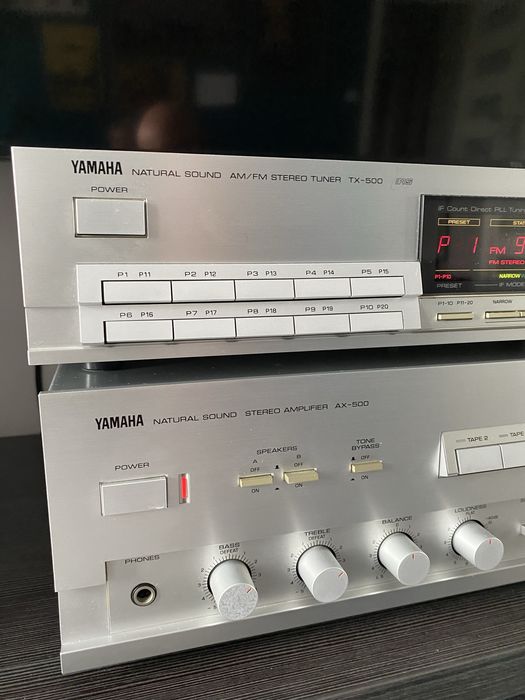 YAMAHA NATURAL SOUND AM/FM STEREO TUNER TX-500 RS
POWER
IF Count Direct PLL Tuni
PRESET STAT
P 1 FM 9
FM STEREO
P1-P10 NARROW
PRESET IF MODE
P1 P11 P2 P12 P3 P13 P4 P14 P5 P15
P1-10 P11-20 NARROW
P6 P16 P7 P17 P8 P18 P9 P19 P10 P20
YAMAHA NATURAL SOUND STEREO AMPLIFIER AX-500
POWER
SPEAKERS
A B
OFF OFF
ON ON
TONE
BYPASS
OFF
ON
TAPE 2 TAPE
PHONES
BASS
DEFEAT
TREBLE
DEFEAT
BALANCE
0
LOUDNESS
FLAT